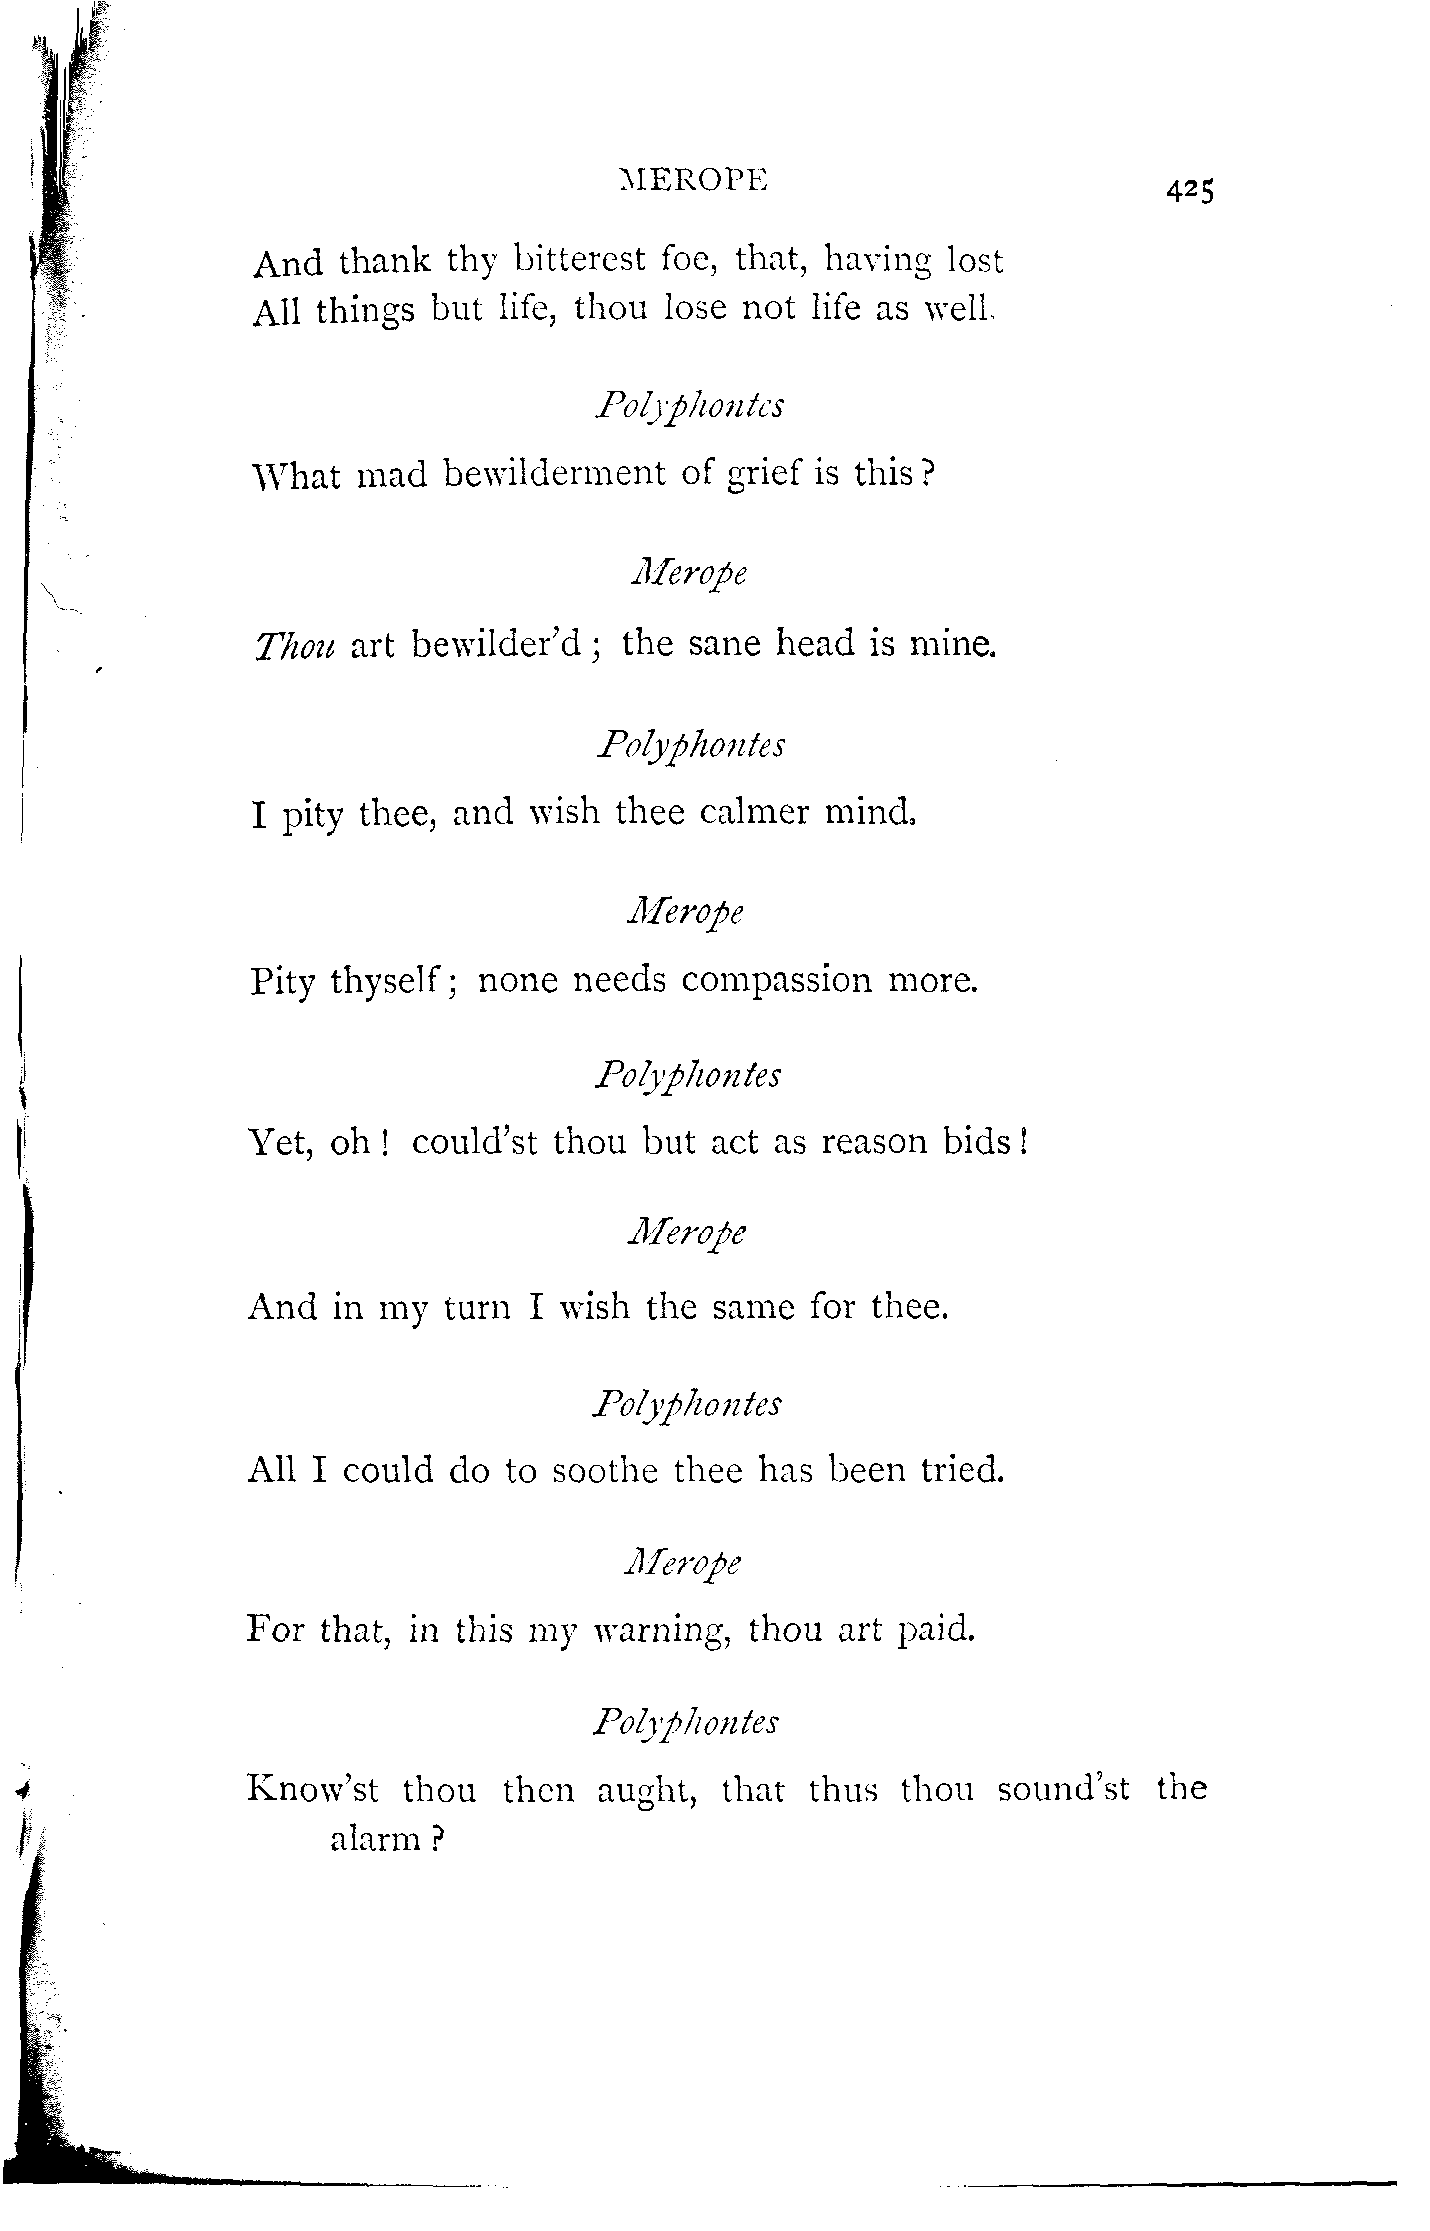 MEROPE 425
And thank thy bitterest foe, that, having lost
All things but life, thou lose not life as well.
Polyphontes
What mad bewilderment of grief is this?
Merope
Thou art bewilder'd; the sane head is mine.
Polyphontes
I pity thee, and wish thee calmer mind.
Merope
Pity thyself; none needs compassion more.
Polyphontes
Yet, oh! could'st thou but act as reason bids!
Merope
And in my turn I wish the same for thee.
Polyphontes
All I could do to soothe thee has been tried.
Merope
For that, in this my warning, thou art paid.
Polyphontes
Know'st thou then aught, that thus thou sound'st the
alarm?